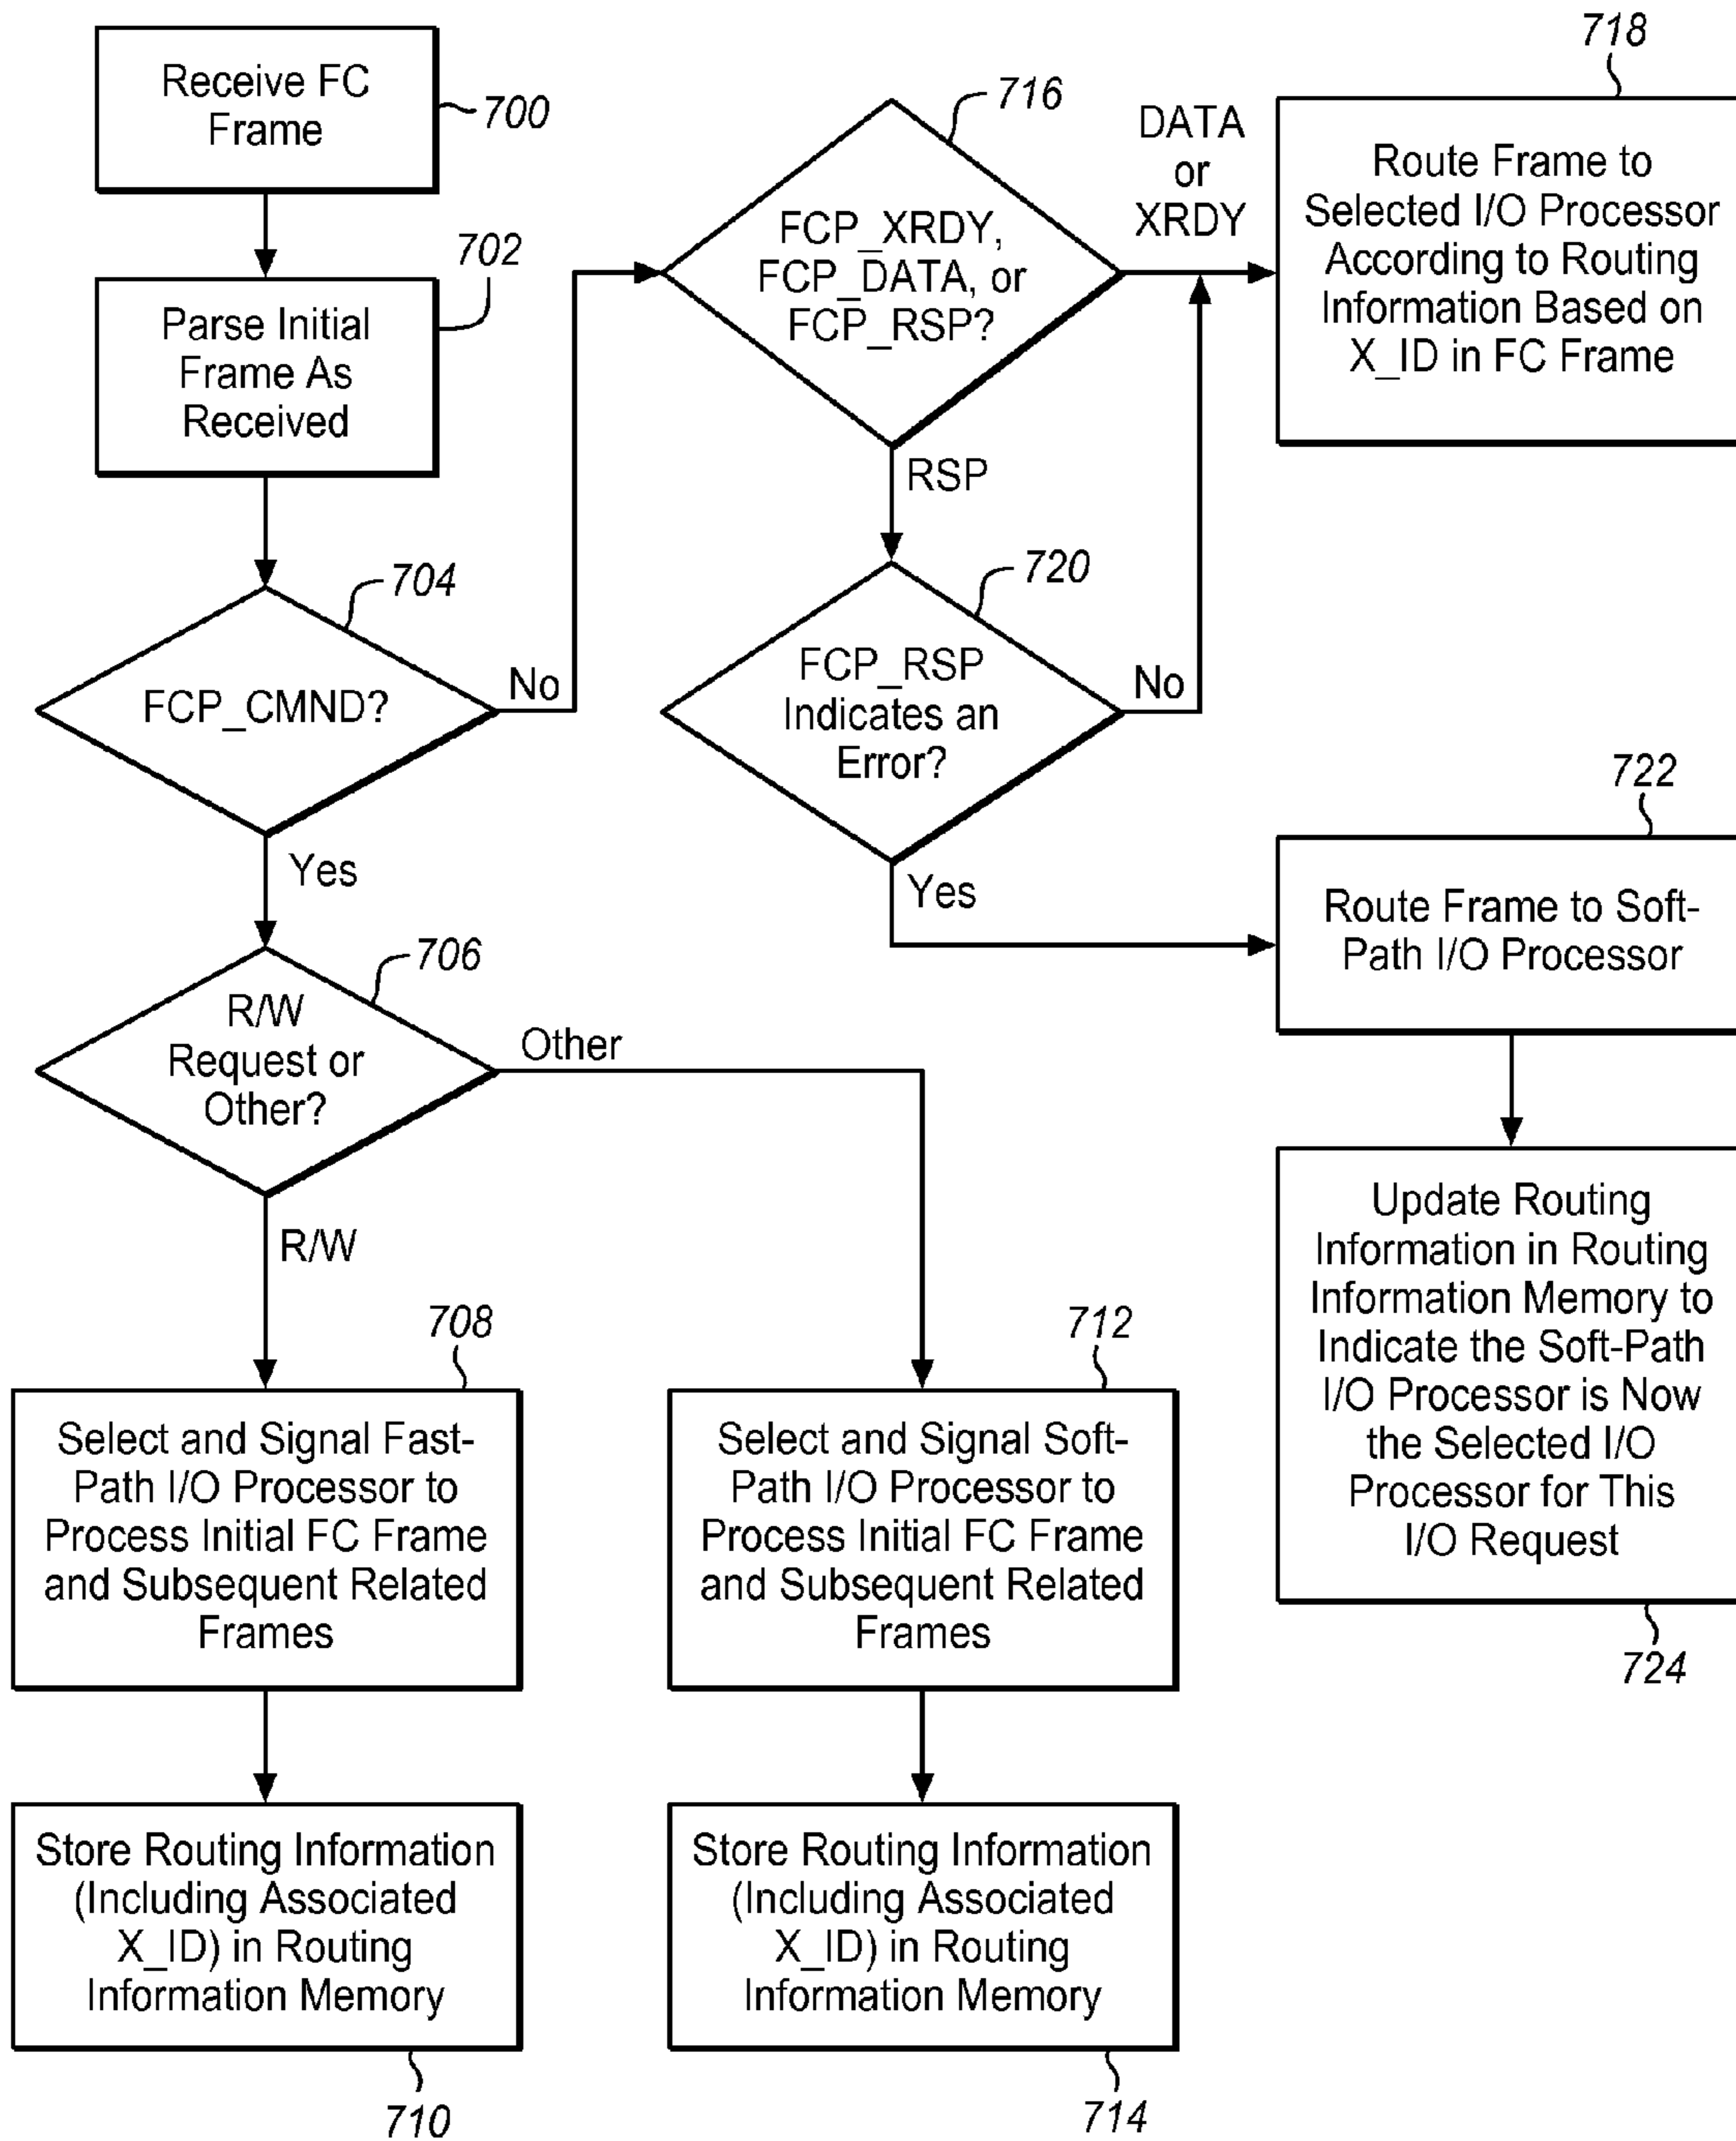 Receive FC
Frame
700
702
Parse Initial
Frame As
Received
704
FCP_CMND?
No
Yes
706
R/W
Request or
Other?
Other
R/W
708
Select and Signal Fast-
Path I/O Processor to
Process Initial FC Frame
and Subsequent Related
Frames
Store Routing Information
(Including Associated
X_ID) in Routing
Information Memory
710
712
Select and Signal Soft-
Path I/O Processor to
Process Initial FC Frame
and Subsequent Related
Frames
Store Routing Information
(Including Associated
X_ID) in Routing
Information Memory
714
716
FCP_XRDY,
FCP_DATA, or
FCP_RSP?
DATA
or
XRDY
RSP
718
Route Frame to
Selected I/O Processor
According to Routing
Information Based on
X_ID in FC Frame
720
FCP_RSP
Indicates an
Error?
No
Yes
722
Route Frame to Soft-
Path I/O Processor
Update Routing
Information in Routing
Information Memory to
Indicate the Soft-Path
I/O Processor is Now
the Selected I/O
Processor for This
I/O Request
724